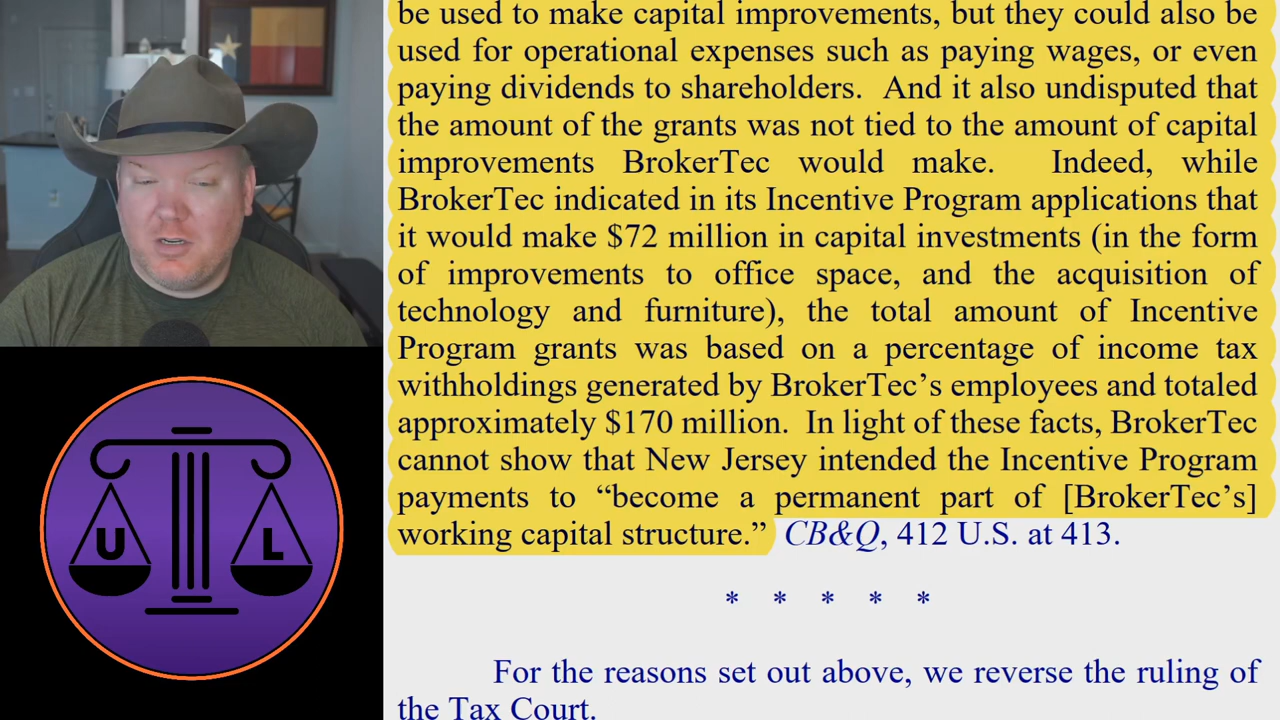 be used to make capital improvements, but they could also be
used for operational expenses such as paying wages, or even
paying dividends to shareholders. And it also undisputed that
the amount of the grants was not tied to the amount of capital
improvements BrokerTec would make. Indeed, while
BrokerTec indicated in its Incentive Program applications that
it would make $72 million in capital investments (in the form
of improvements to office space, and the acquisition of
technology and furniture), the total amount of Incentive
Program grants was based on a percentage of income tax
withholdings generated by BrokerTec’s employees and totaled
approximately $170 million. In light of these facts, BrokerTec
cannot show that New Jersey intended the Incentive Program
payments to “become a permanent part of [BrokerTec’s]
working capital structure.” CB&Q, 412 U.S. at 413.
* * * * *
For the reasons set out above, we reverse the ruling of
the Tax Court.
U L